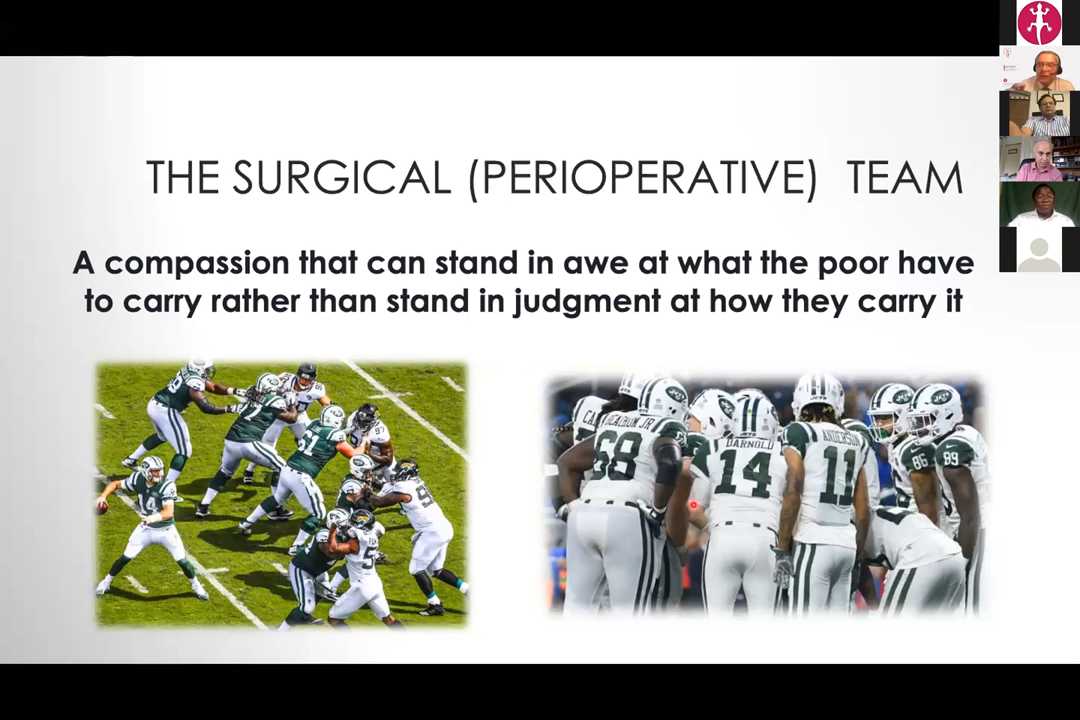 THE SURGICAL (PERIOPERATIVE) TEAM
A compassion that can stand in awe at what the poor have
to carry rather than stand in judgment at how they carry it
14
68
DARNOLD
14
ANDERSON
11
86
89